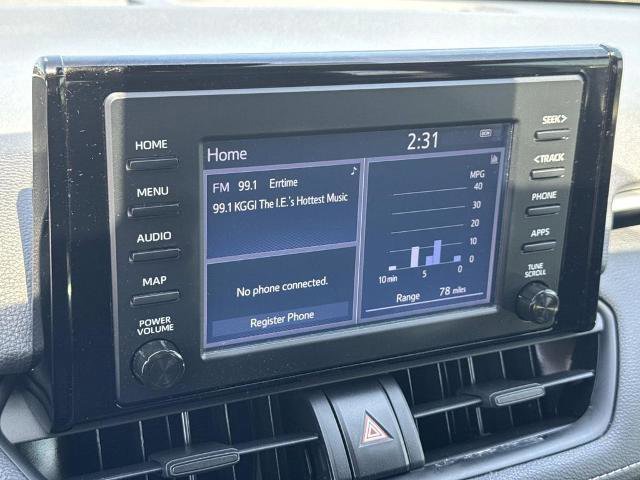 HOME
MENU
AUDIO
MAP
POWER
VOLUME
Home
2:31
DCM
FM 99.1 Errtime
99.1 KGGI The I.E.'s Hottest Music
No phone connected.
Register Phone
MPG
40
30
20
10
0
10 min 5 0
Range 78 miles
SEEK>
<TRACK
PHONE
APPS
TUNE
SCROLL